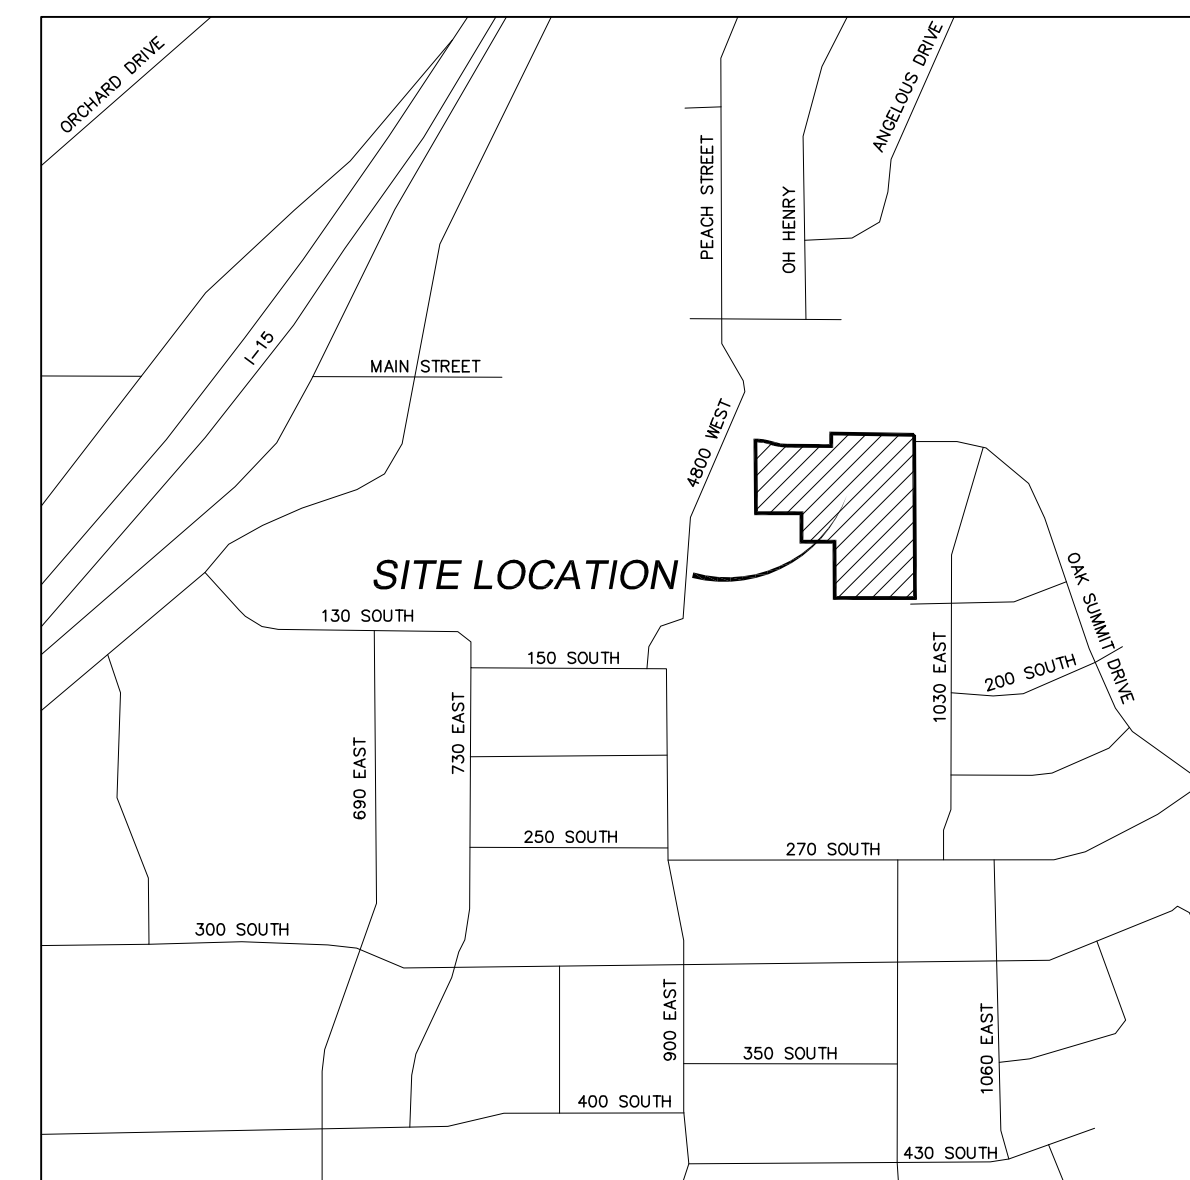 ORCHARD DRIVE
ANGELOUS DRIVE
PEACH STREET
OH HENRY
I-15
MAIN STREET
4800 WEST
SITE LOCATION
OAK SUMMIT DRIVE
130 SOUTH
150 SOUTH
200 SOUTH
1030 EAST
730 EAST
690 EAST
250 SOUTH
270 SOUTH
300 SOUTH
900 EAST
1060 EAST
350 SOUTH
400 SOUTH
430 SOUTH